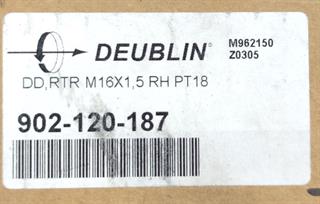 DEUBLIN®
M962150
Z0305
DD,RTR M16X1,5 RH PT18
902-120-187